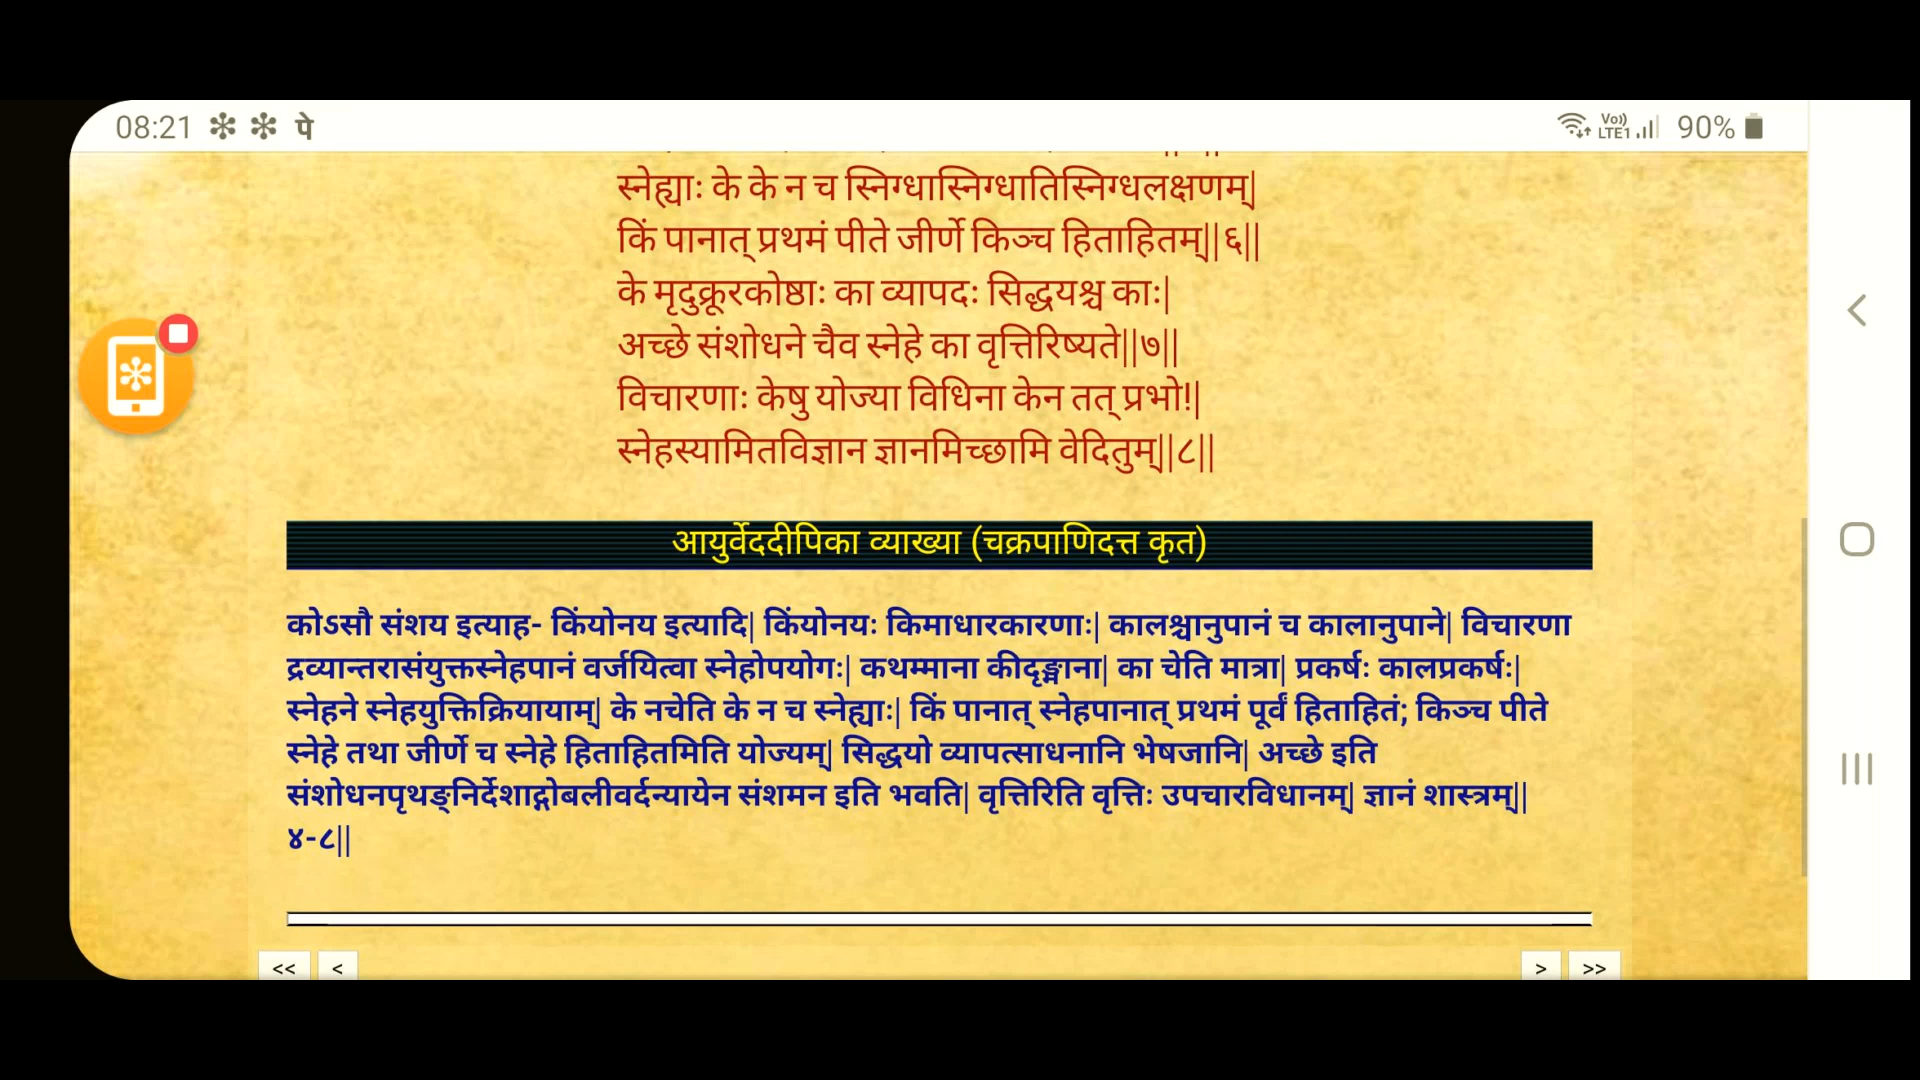 08:21 पे Vo)) LTE1 90%
स्नेह्याः के के न च स्निग्धास्निग्धातिस्निग्धलक्षणम्|
किं पानात् प्रथमं पीते जीर्णे किञ्च हिताहितम्||६||
के मृदुक्रूरकोष्ठाः का व्यापदः सिद्धयश्च काः|
अच्छे संशोधने चैव स्नेहे का वृत्तिरिष्यते||७||
विचारणाः केषु योज्या विधिना केन तत् प्रभो!|
स्नेहस्यामितविज्ञान ज्ञानमिच्छामि वेदितुम्||८||
आयुर्वेददीपिका व्याख्या (चक्रपाणिदत्त कृत)
कोऽसौ संशय इत्याह- किंयोनय इत्यादि| किंयोनयः किमाधारकारणाः| कालश्चानुपानं च कालानुपाने| विचारणा
द्रव्यान्तरासंयुक्तस्नेहपानं वर्जयित्वा स्नेहोपयोगः| कथम्माना कीदृङ्माना| का चेति मात्रा| प्रकर्षः कालप्रकर्षः|
स्नेहने स्नेहयुक्तिक्रियायाम्| के नचेति के न च स्नेह्याः| किं पानात् स्नेहपानात् प्रथमं पूर्वं हिताहितं; किञ्च पीते
स्नेहे तथा जीर्णे च स्नेहे हिताहितमिति योज्यम्| सिद्धयो व्यापत्साधनानि भेषजानि| अच्छे इति
संशोधनपृथङ्निर्देशाद्गोबलीवर्दन्यायेन संशमन इति भवति| वृत्तिरिति वृत्तिः उपचारविधानम्| ज्ञानं शास्त्रम्||
४-८||
<< < > >>